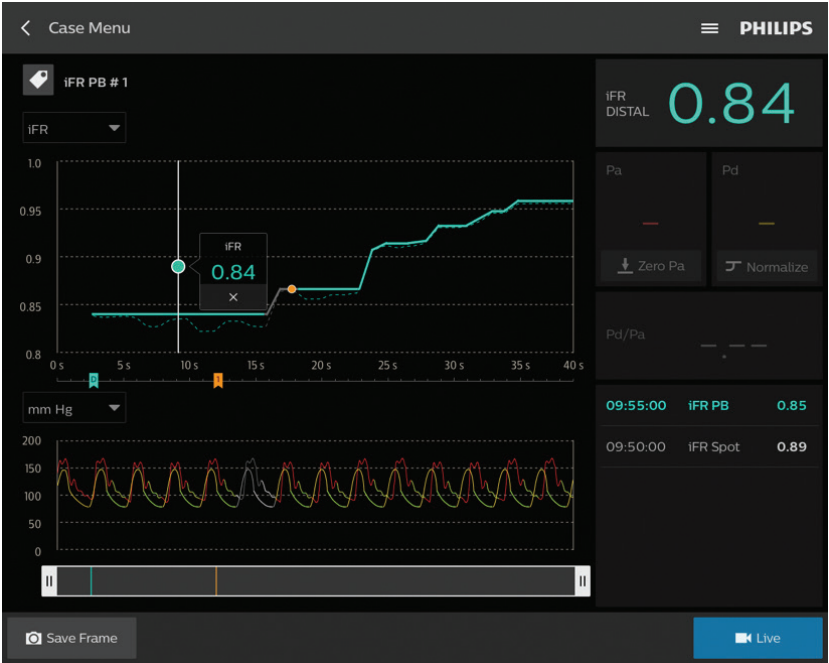 Case Menu
PHILIPS
iFR PB # 1
iFR
iFR DISTAL
0.84
1.0
0.95
0.9
0.85
0.8
iFR
0.84
×
0 s 5 s 10 s 15 s 20 s 25 s 30 s 35 s 40 s
D
1
Pa
Pd
Zero Pa
Normalize
Pd/Pa
_._ _
mm Hg
200
150
100
50
0
09:55:00 iFR PB 0.85
09:50:00 iFR Spot 0.89
Save Frame
Live